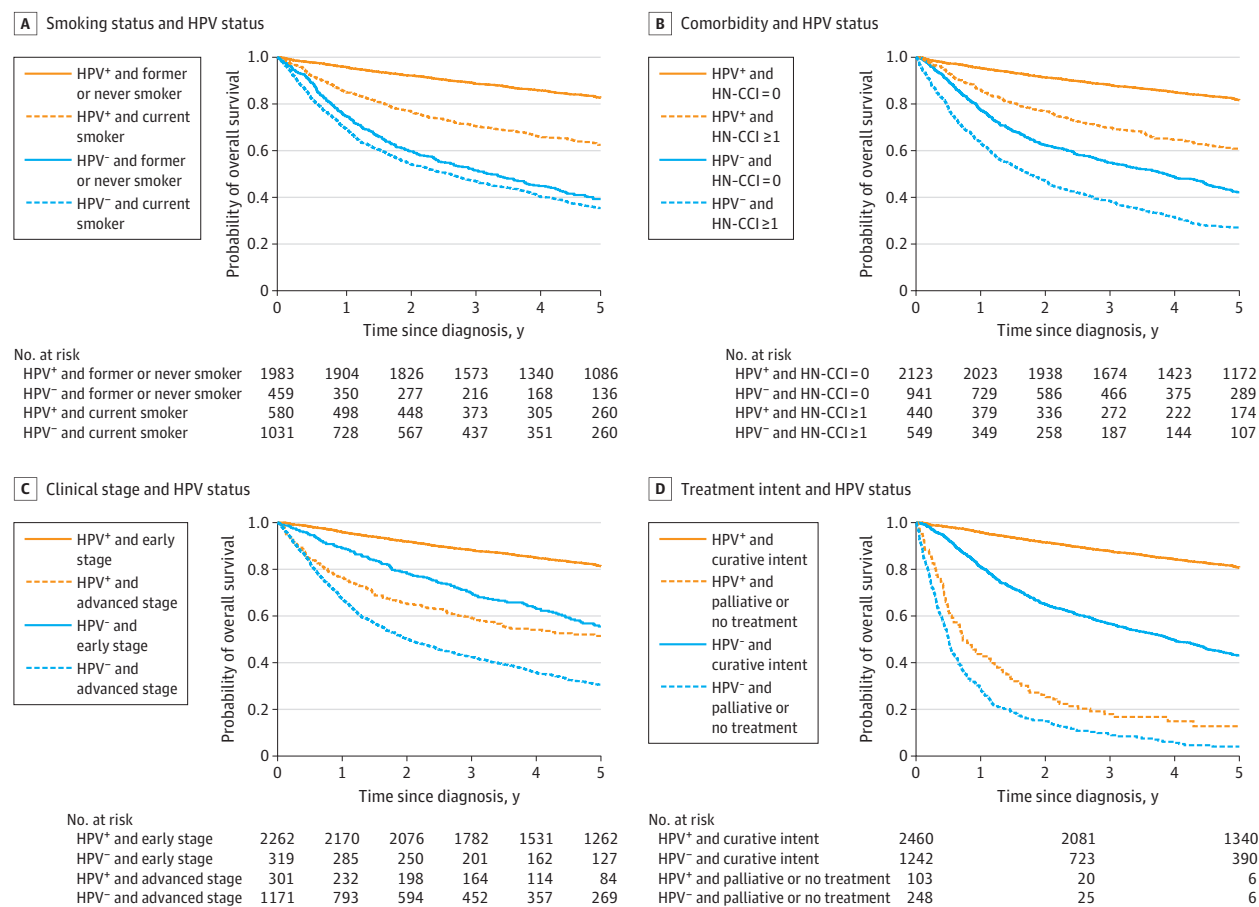 A Smoking status and HPV status
HPV⁺ and former
or never smoker
HPV⁺ and current
smoker
HPV⁻ and former
or never smoker
HPV⁻ and current
smoker
Probability of overall survival
1.0
0.8
0.6
0.4
0.2
0
0 1 2 3 4 5
Time since diagnosis, y
No. at risk
HPV⁺ and former or never smoker 1983 1904 1826 1573 1340 1086
HPV⁻ and former or never smoker 459 350 277 216 168 136
HPV⁺ and current smoker 580 498 448 373 305 260
HPV⁻ and current smoker 1031 728 567 437 351 260
B Comorbidity and HPV status
HPV⁺ and
HN-CCI = 0
HPV⁺ and
HN-CCI ≥1
HPV⁻ and
HN-CCI = 0
HPV⁻ and
HN-CCI ≥1
Probability of overall survival
1.0
0.8
0.6
0.4
0.2
0
0 1 2 3 4 5
Time since diagnosis, y
No. at risk
HPV⁺ and HN-CCI = 0 2123 2023 1938 1674 1423 1172
HPV⁻ and HN-CCI = 0 941 729 586 466 375 289
HPV⁺ and HN-CCI ≥1 440 379 336 272 222 174
HPV⁻ and HN-CCI ≥1 549 349 258 187 144 107
C Clinical stage and HPV status
HPV⁺ and early
stage
HPV⁺ and
advanced stage
HPV⁻ and
early stage
HPV⁻ and
advanced stage
Probability of overall survival
1.0
0.8
0.6
0.4
0.2
0
0 1 2 3 4 5
Time since diagnosis, y
No. at risk
HPV⁺ and early stage 2262 2170 2076 1782 1531 1262
HPV⁻ and early stage 319 285 250 201 162 127
HPV⁺ and advanced stage 301 232 198 164 114 84
HPV⁻ and advanced stage 1171 793 594 452 357 269
D Treatment intent and HPV status
HPV⁺ and
curative intent
HPV⁺ and
palliative or
no treatment
HPV⁻ and
curative intent
HPV⁻ and
palliative or
no treatment
Probability of overall survival
1.0
0.8
0.6
0.4
0.2
0
0 1 2 3 4 5
Time since diagnosis, y
No. at risk
HPV⁺ and curative intent 2460 2081 1340
HPV⁻ and curative intent 1242 723 390
HPV⁺ and palliative or no treatment 103 20 6
HPV⁻ and palliative or no treatment 248 25 6